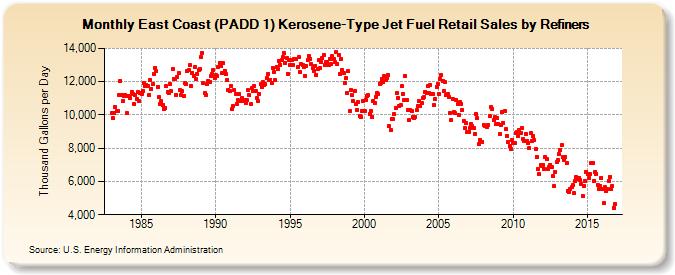 Monthly East Coast (PADD 1) Kerosene-Type Jet Fuel Retail Sales by Refiners
Thousand Gallons per Day
14,000
12,000
10,000
8,000
6,000
4,000
1985 1990 1995 2000 2005 2010 2015
Source: U.S. Energy Information Administration